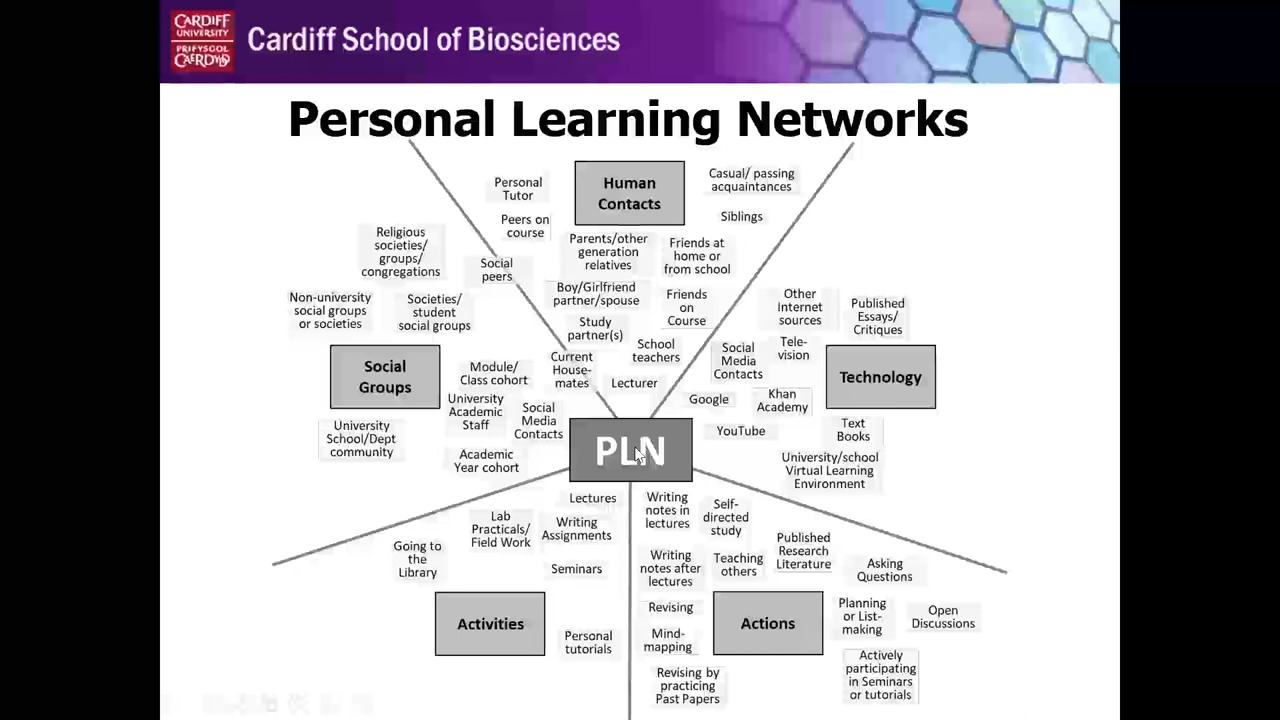 CARDIFF
UNIVERSITY
PRIFYSGOL
CAERDYDD
Cardiff School of Biosciences
Personal Learning Networks
Human
Contacts
Personal
Tutor
Peers on
course
Social
peers
Parents/other
generation
relatives
Boy/Girlfriend
partner/spouse
Study
partner(s)
Current
House-
mates
School
teachers
Lecturer
Friends
on
Course
Friends at
home or
from school
Casual/ passing
acquaintances
Siblings
Religious
societies/
groups/
congregations
Non-university
social groups
or societies
Societies/
student
social groups
Social
Groups
Module/
Class cohort
University
Academic
Staff
Social
Media
Contacts
University
School/Dept
community
Academic
Year cohort
Other
Internet
sources
Published
Essays/
Critiques
Social
Media
Contacts
Tele-
vision
Technology
Google
Khan
Academy
YouTube
Text
Books
University/school
Virtual Learning
Environment
PLN
Lectures
Lab
Practicals/
Field Work
Writing
Assignments
Going to
the
Library
Seminars
Activities
Personal
tutorials
Writing
notes in
lectures
Self-
directed
study
Writing
notes after
lectures
Teaching
others
Published
Research
Literature
Asking
Questions
Revising
Actions
Planning
or List-
making
Open
Discussions
Mind-
mapping
Revising by
practicing
Past Papers
Actively
participating
in Seminars
or tutorials